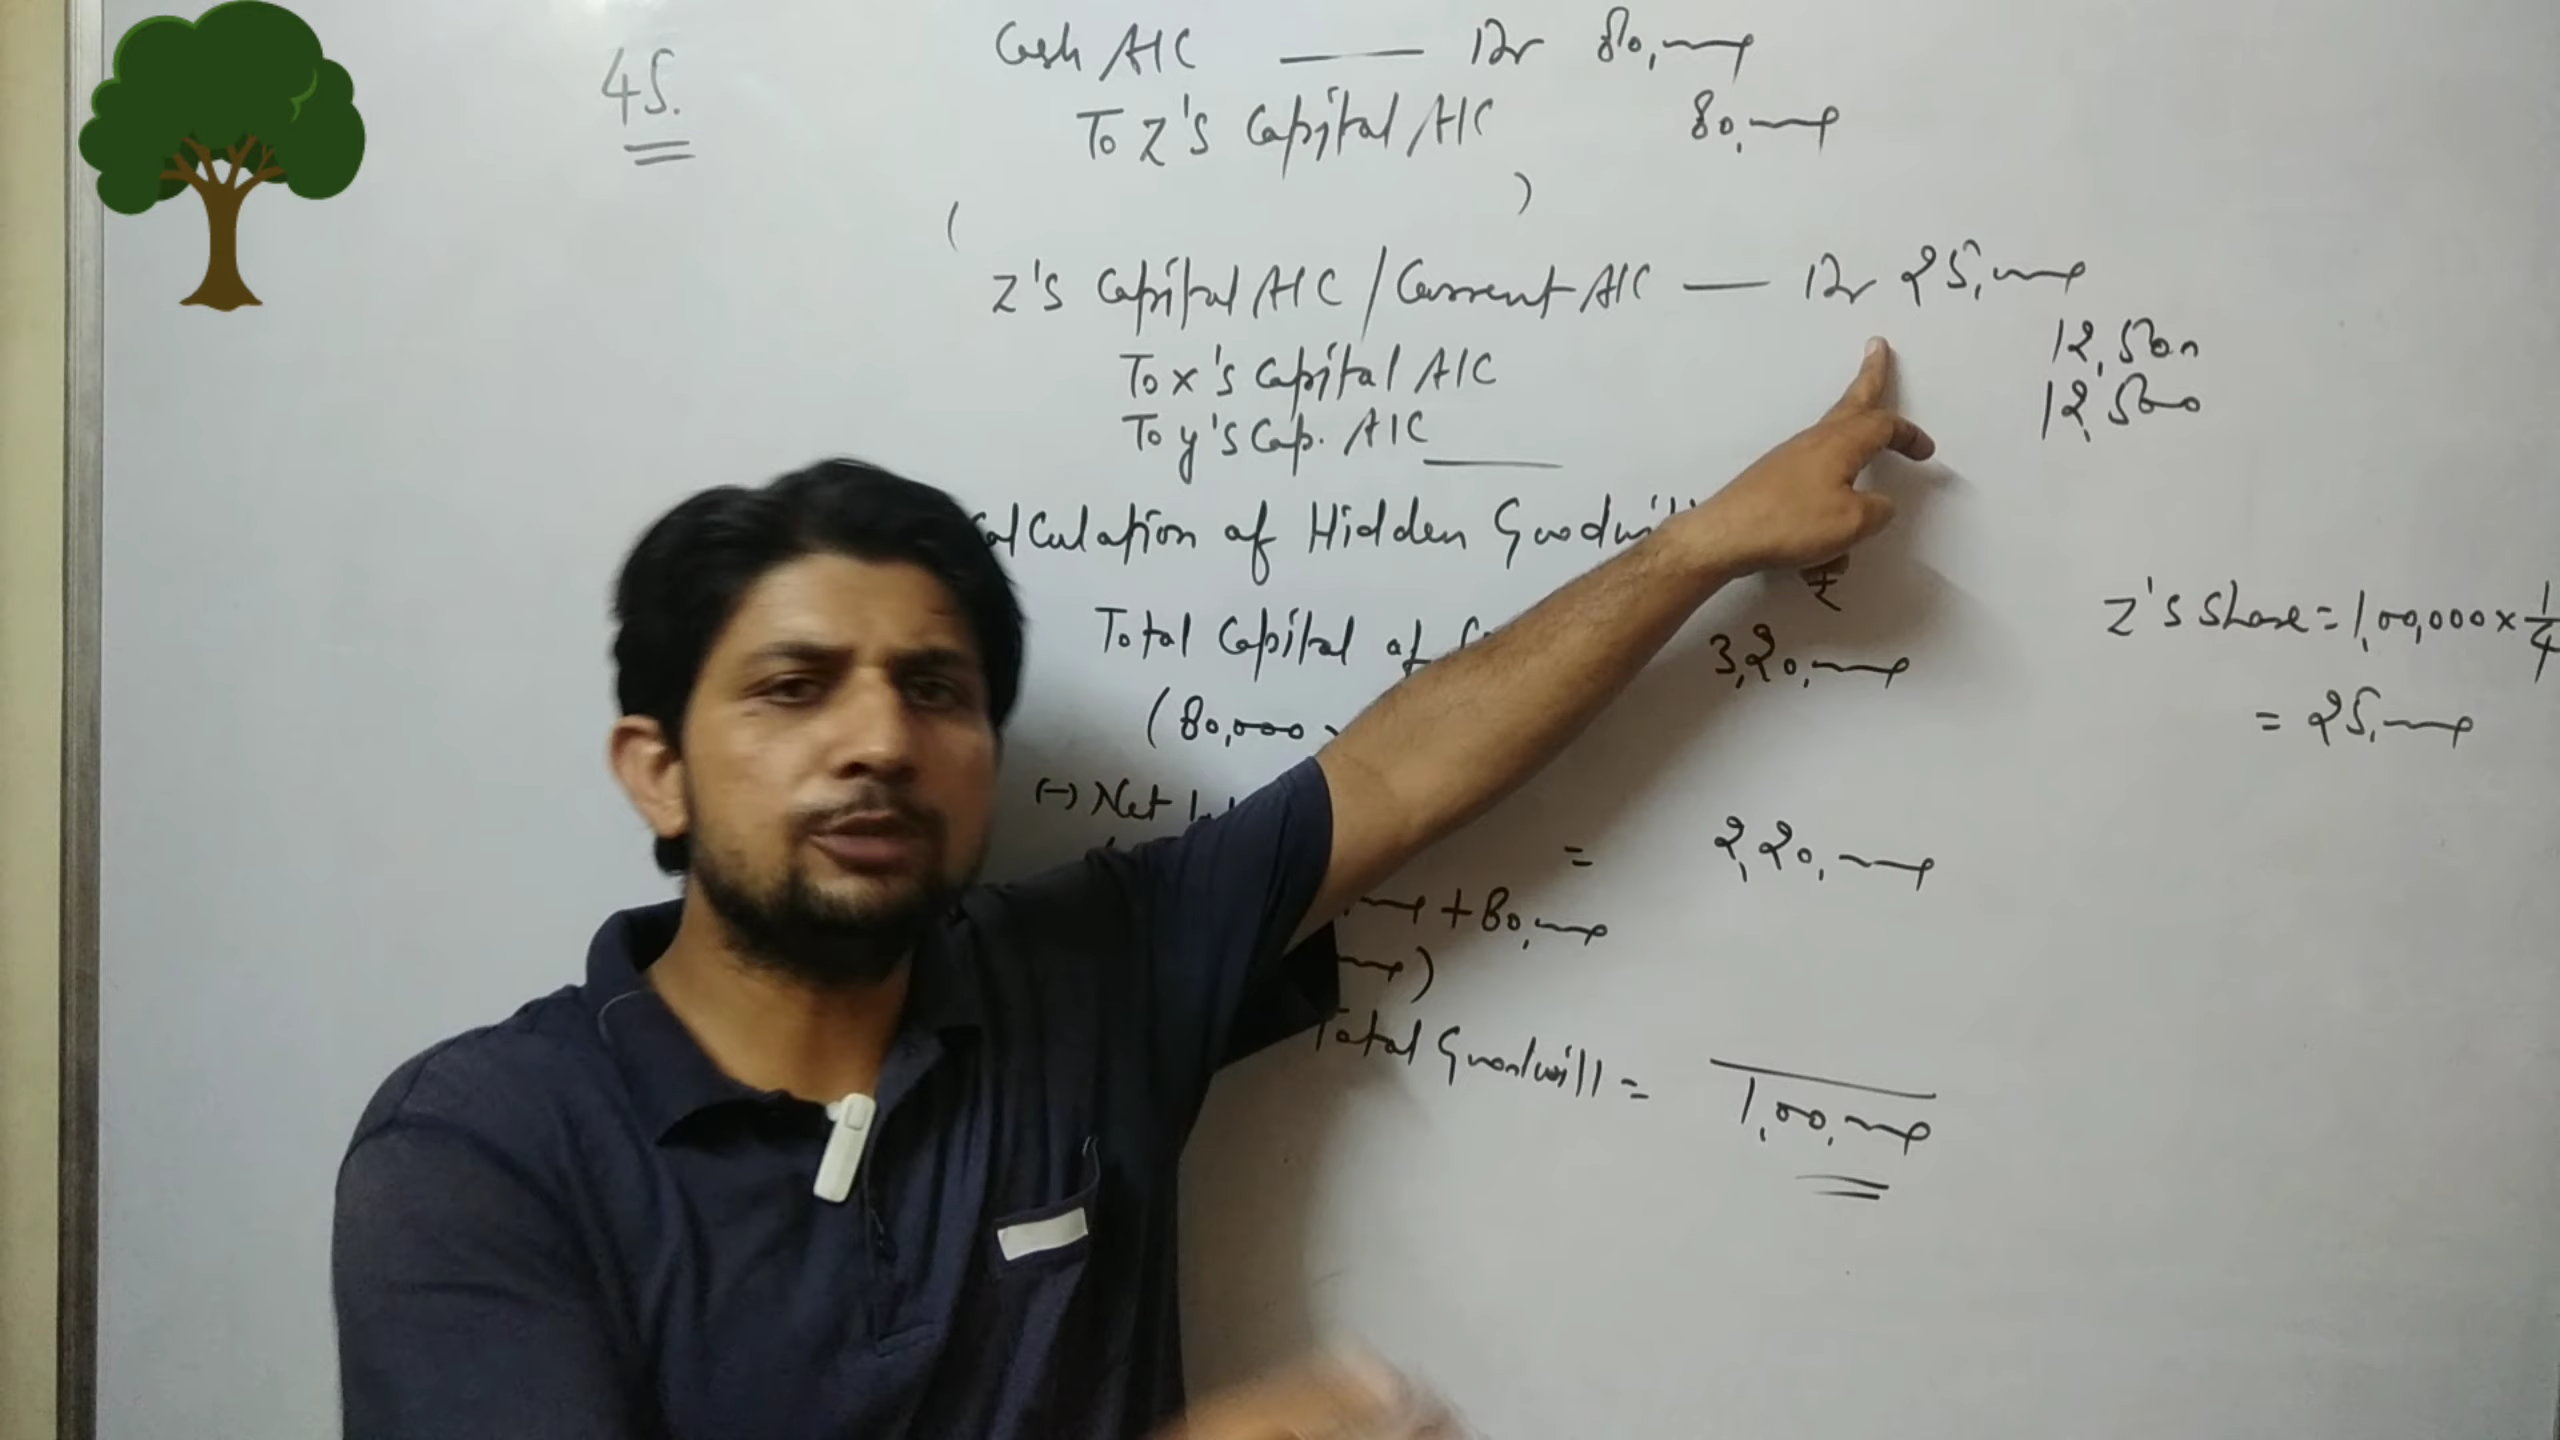 45.
Cash A/C —— Dr 80,000
To Z's Capital A/C 80,000
( )
Z's Capital A/C / Current A/C — Dr 25,000
To x's Capital A/C 12,500
To y's Cap. A/C 12,500
Calculation of Hidden Goodwill
₹
Total Capital of 3,20,000
(80,000
Z's Share = 1,00,000 × 1/4
= 25,000
(-) Net
= 2,20,000
+ 80,000
)
Total Goodwill = 1,00,000